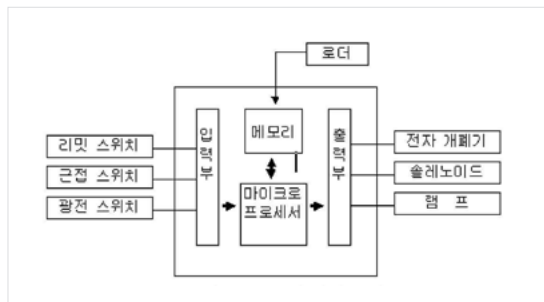 로더
입력부
메모리
출력부
리밋 스위치
근접 스위치
광전 스위치
마이크로
프로세서
전자 개폐기
솔레노이드
램 프